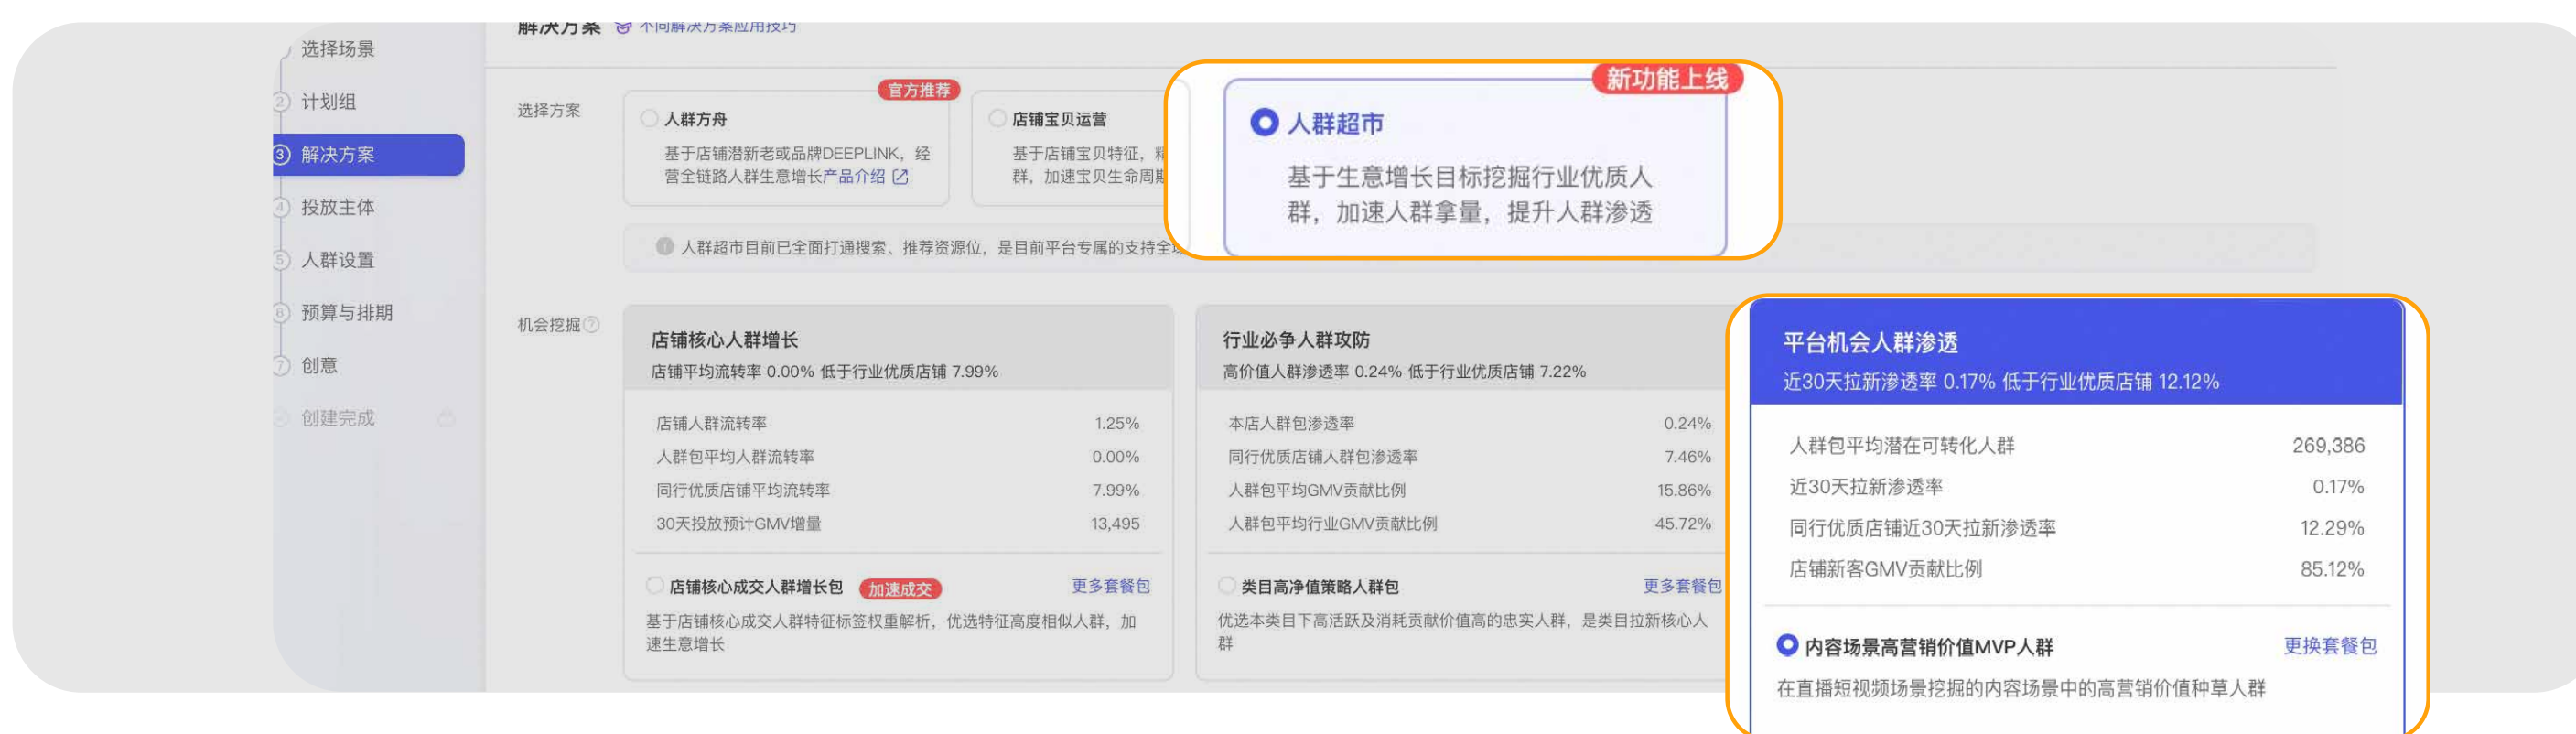 解决方案 不同解决方案应用技巧
选择场景
② 计划组
③ 解决方案
④ 投放主体
⑤ 人群设置
⑥ 预算与排期
⑦ 创意
创建完成
选择方案
官方推荐
人群方舟
基于店铺潜新老或品牌DEEPLINK，经
营全链路人群生意增长产品介绍
店铺宝贝运营
基于店铺宝贝特征，
群，加速宝贝生命周期
新功能上线
人群超市
基于生意增长目标挖掘行业优质人
群，加速人群拿量，提升人群渗透
人群超市目前已全面打通搜索、推荐资源位，是目前平台专属的支持全
机会挖掘
店铺核心人群增长
店铺平均流转率 0.00% 低于行业优质店铺 7.99%
店铺人群流转率 1.25%
人群包平均人群流转率 0.00%
同行优质店铺平均流转率 7.99%
30天投放预计GMV增量 13,495
店铺核心成交人群增长包 加速成交 更多套餐包
基于店铺核心成交人群特征标签权重解析，优选特征高度相似人群，加
速生意增长
行业必争人群攻防
高价值人群渗透率 0.24% 低于行业优质店铺 7.22%
本店人群包渗透率 0.24%
同行优质店铺人群包渗透率 7.46%
人群包平均GMV贡献比例 15.86%
人群包平均行业GMV贡献比例 45.72%
类目高净值策略人群包 更多套餐包
优选本类目下高活跃及消耗贡献价值高的忠实人群，是类目拉新核心人
群
平台机会人群渗透
近30天拉新渗透率 0.17% 低于行业优质店铺 12.12%
人群包平均潜在可转化人群 269,386
近30天拉新渗透率 0.17%
同行优质店铺近30天拉新渗透率 12.29%
店铺新客GMV贡献比例 85.12%
内容场景高营销价值MVP人群 更换套餐包
在直播短视频场景挖掘的内容场景中的高营销价值种草人群